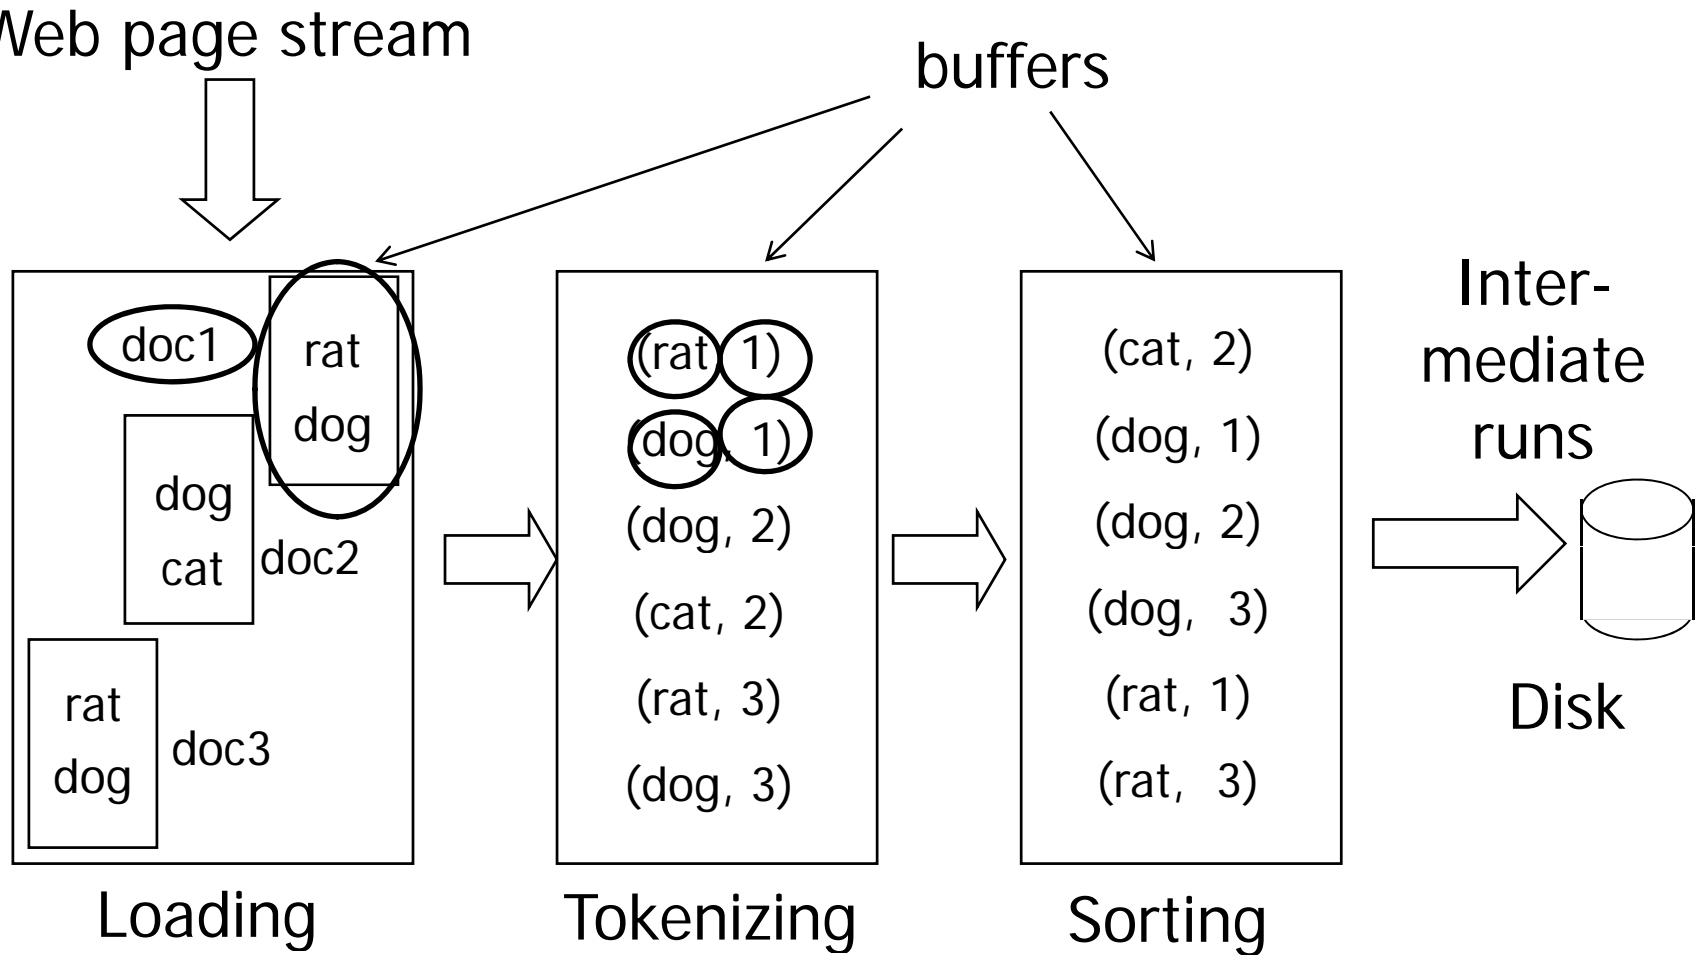 Web page stream
buffers
doc1
rat
dog
dog
cat
doc2
rat
dog
doc3
Loading
(rat, 1)
(dog, 1)
(dog, 2)
(cat, 2)
(rat, 3)
(dog, 3)
Tokenizing
(cat, 2)
(dog, 1)
(dog, 2)
(dog, 3)
(rat, 1)
(rat, 3)
Sorting
Inter-
mediate
runs
Disk